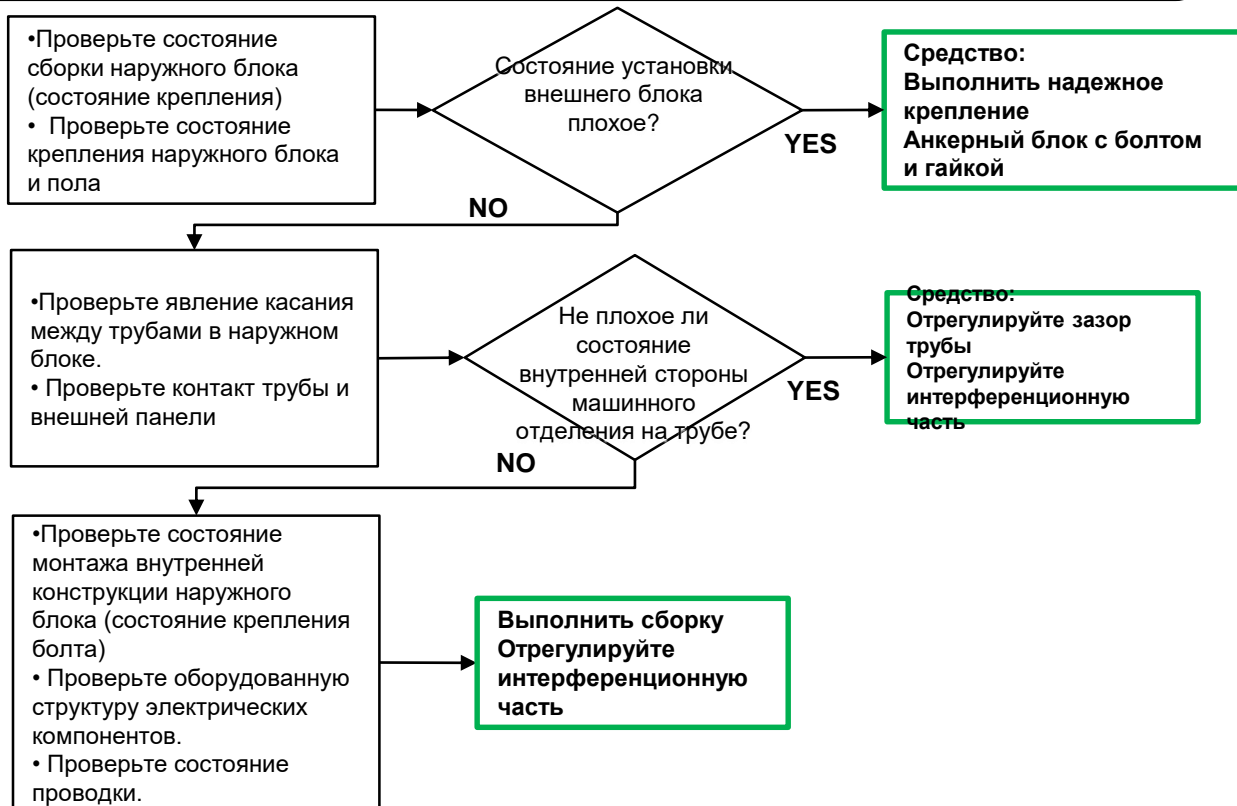 •Проверьте состояние
сборки наружного блока
(состояние крепления)
• Проверьте состояние
крепления наружного блока
и пола
Состояние установки
внешнего блока
плохое?
YES
Средство:
Выполнить надежное
крепление
Анкерный блок с болтом
и гайкой
NO
•Проверьте явление касания
между трубами в наружном
блоке.
• Проверьте контакт трубы и
внешней панели
Не плохое ли
состояние
внутренней стороны
машинного
отделения на трубе?
YES
Средство:
Отрегулируйте зазор
трубы
Отрегулируйте
интерференционную
часть
NO
•Проверьте состояние
монтажа внутренней
конструкции наружного
блока (состояние крепления
болта)
• Проверьте оборудованную
структуру электрических
компонентов.
• Проверьте состояние
проводки.
Выполнить сборку
Отрегулируйте
интерференционную
часть